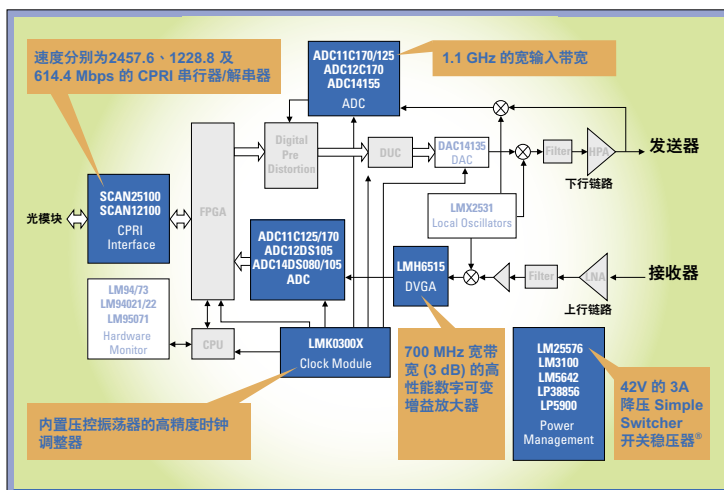 速度分别为2457.6、1228.8 及
614.4 Mbps 的 CPRI 串行器/解串器
ADC11C170/125
ADC12C170
ADC14155
ADC
1.1 GHz 的宽输入带宽
Digital
Pre
Distortion
DUC
DAC14135
DAC
Filter
HPA
发送器
下行链路
光模块
SCAN25100
SCAN12100
CPRI
Interface
FPGA
LMX2531
Local Oscillators
ADC11C125/170
ADC12DS105
ADC14DS080/105
ADC
LMH6515
DVGA
Filter
LNA
接收器
上行链路
LM94/73
LM94021/22
LM95071
Hardware
Monitor
CPU
LMK0300X
Clock Module
700 MHz 宽带
宽 (3 dB) 的高
性能数字可变
增益放大器
LM25576
LM3100
LM5642
LP38856
LP5900
Power
Management
42V 的 3A
降压 Simple
Switcher
开关稳压器®
内置压控振荡器的高精度时钟
调整器